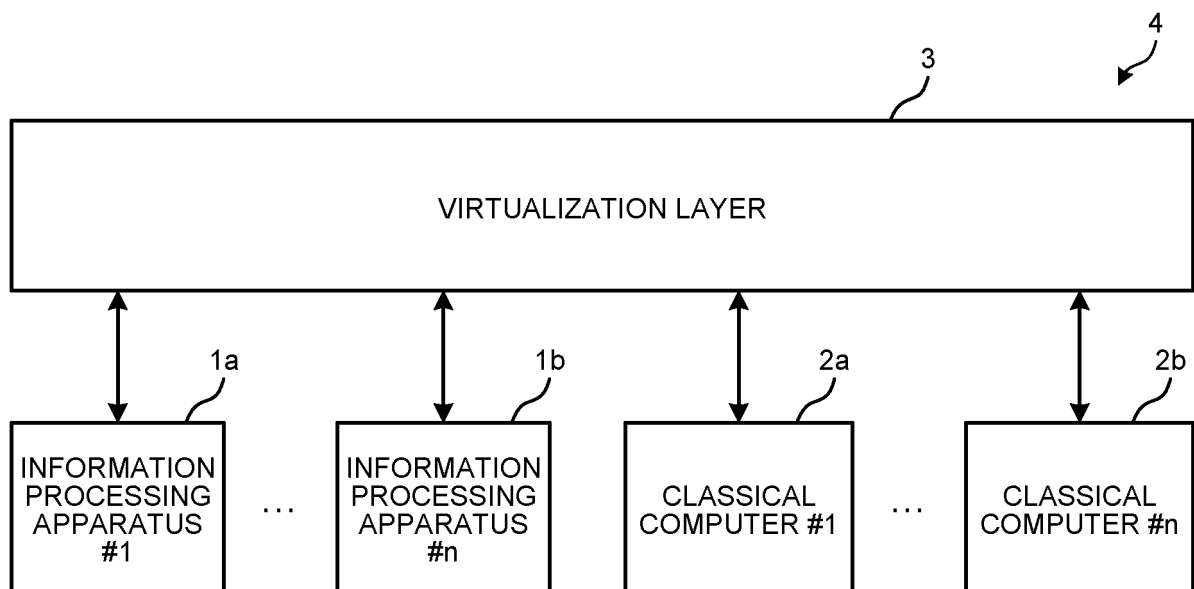 4
3
VIRTUALIZATION LAYER
1a
1b
2a
2b
INFORMATION
PROCESSING
APPARATUS
#1
...
INFORMATION
PROCESSING
APPARATUS
#n
CLASSICAL
COMPUTER #1
...
CLASSICAL
COMPUTER #n